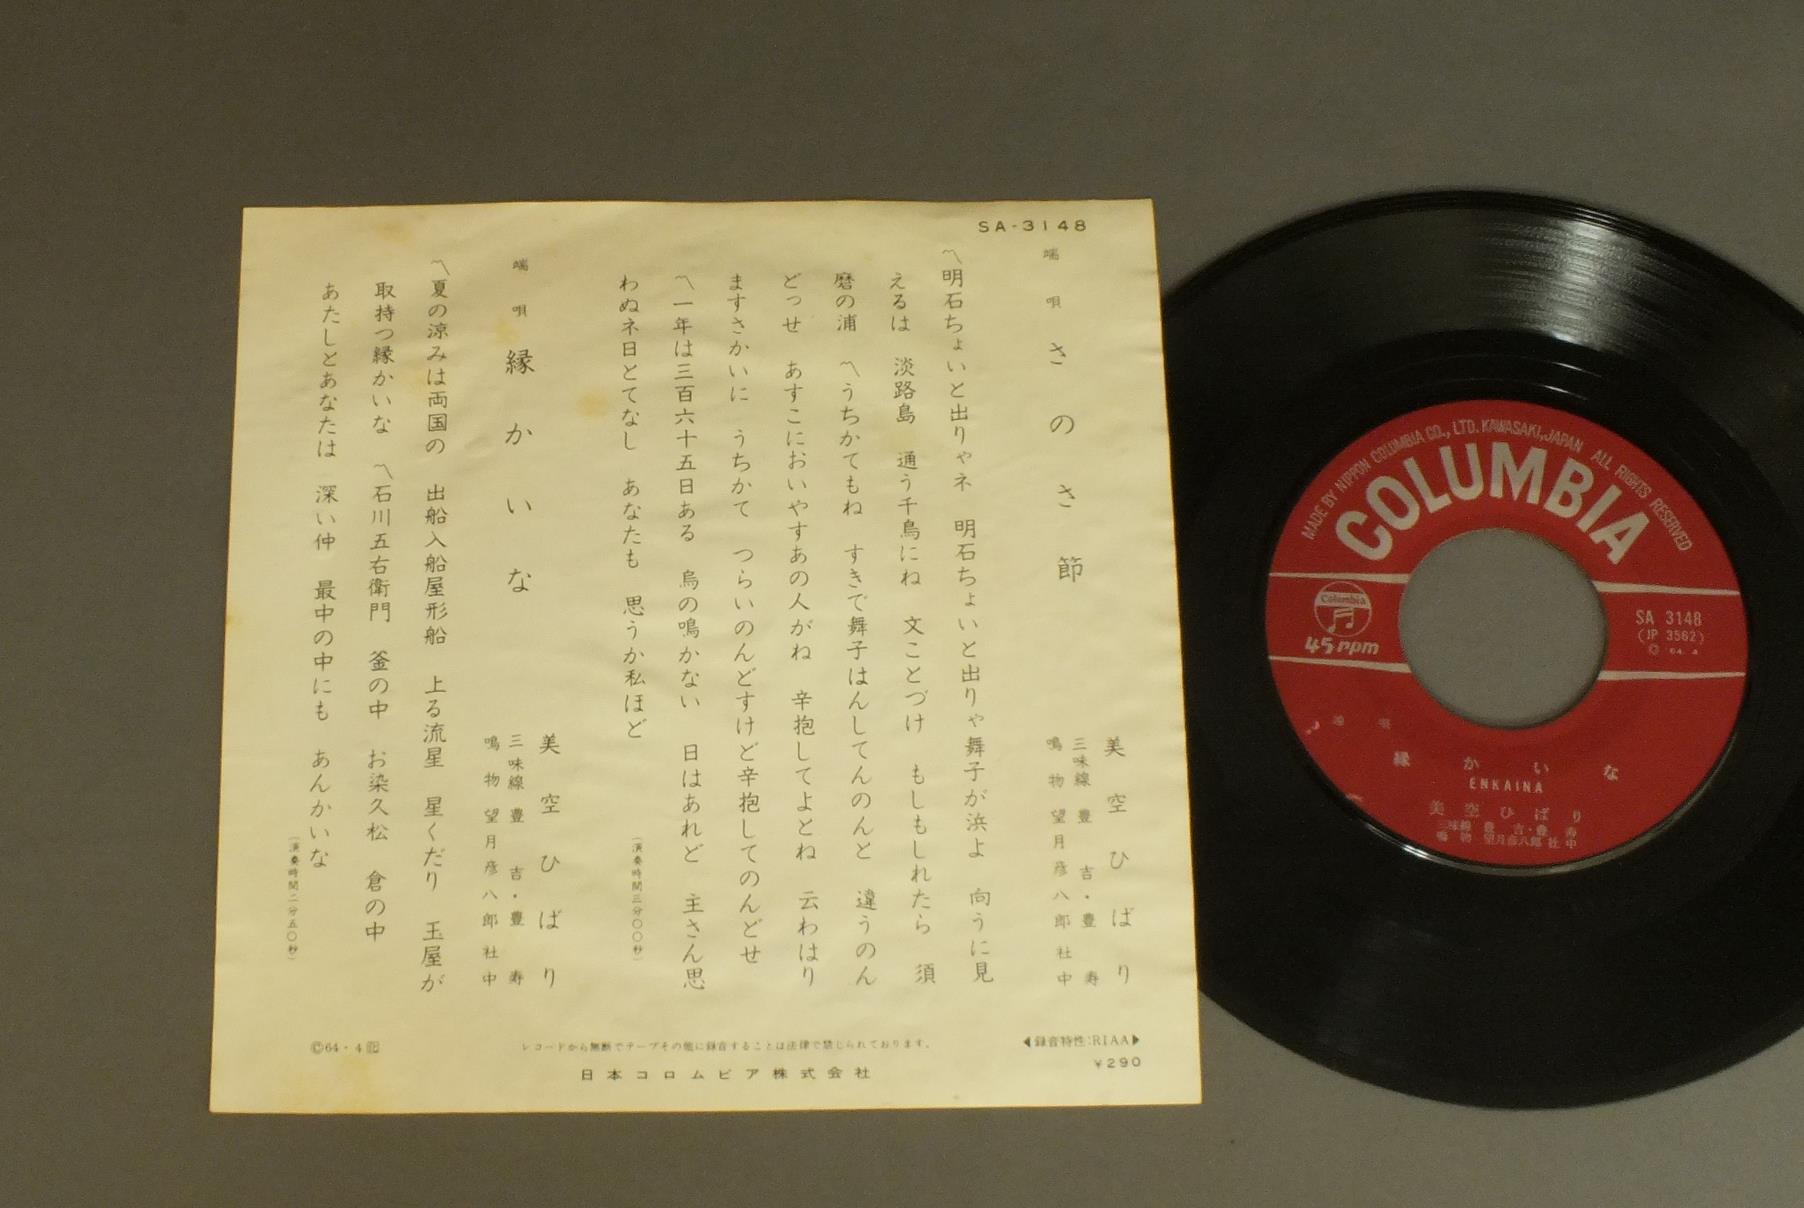 SA-3148
端唄 さのさ節
美空ひばり
三味線 豊吉・豊寿
鳴物 望月彦八郎社中
〽明石ちょいと出りゃネ 明石ちょいと出りゃ舞子が浜よ 向うに見
えるは 淡路島 通う千鳥にね 文ことづけ もしもしれたら 須
磨の浦 〽うちかてもね すきで舞子はんしてんのんと 違うのん
どっせ あすこにおいやすあの人がね 辛抱してよとね 云わはり
ますさかいに うちかて つらいのんどすけど辛抱してのんどせ
〽一年は三百六十五日ある 烏の鳴かない 日はあれど 主さん思
わぬネ日とてなし あなたも 思うか私ほど
(演奏時間三分〇〇秒)
端唄 縁かいな
美空ひばり
三味線 豊吉・豊寿
鳴物 望月彦八郎社中
〽夏の涼みは両国の 出船入船屋形船 上る流星 星くだり 玉屋が
取持つ縁かいな 〽石川五右衛門 釜の中 お染久松 倉の中
あたしとあなたは 深い仲 最中の中にも あんかいな
(演奏時間二分五〇秒)
◀録音特性:RIAA▶
¥290
レコードから無断でテープその他に録音することは法律で禁じられております。
日本コロムビア株式会社
Ⓒ64・4
MADE BY NIPPON COLUMBIA CO., LTD. KAWASAKI, JAPAN ALL RIGHTS RESERVED
COLUMBIA
Columbia
45 rpm
SA 3148
(JP 3562)
Ⓒ 64.4
端唄
縁かいな
ENKAINA
美空ひばり
三味線 豊吉・豊寿
鳴物 望月彦八郎社中